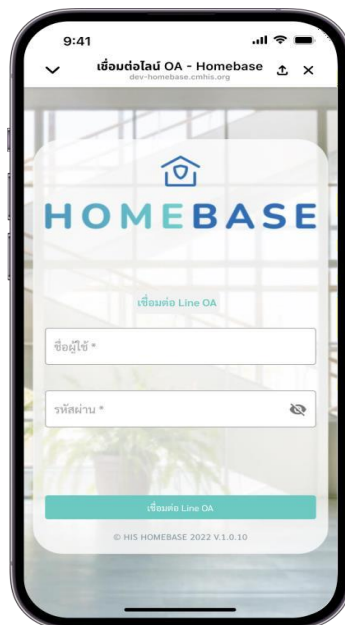 9:41
เชื่อมต่อไลน์ OA - Homebase
dev-homebase.cmhis.org
HOMEBASE
เชื่อมต่อ Line OA
ชื่อผู้ใช้ *
รหัสผ่าน *
เชื่อมต่อ Line OA
© HIS HOMEBASE 2022 V.1.0.10